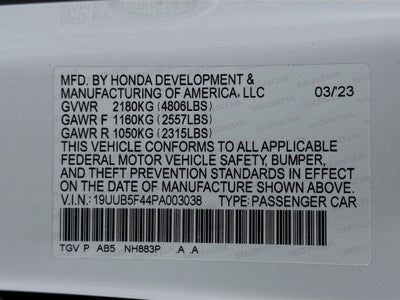 MFD. BY HONDA DEVELOPMENT &
MANUFACTURING OF AMERICA, LLC 03/23
GVWR 2180KG (4806LBS)
GAWR F 1160KG (2557LBS)
GAWR R 1050KG (2315LBS)
THIS VEHICLE CONFORMS TO ALL APPLICABLE
FEDERAL MOTOR VEHICLE SAFETY, BUMPER,
AND THEFT PREVENTION STANDARDS IN
EFFECT ON THE DATE OF MANUFACTURE SHOWN ABOVE.
V.I.N.: 19UUB5F44PA003038 TYPE: PASSENGER CAR
TGV P AB5 NH883P .A .A